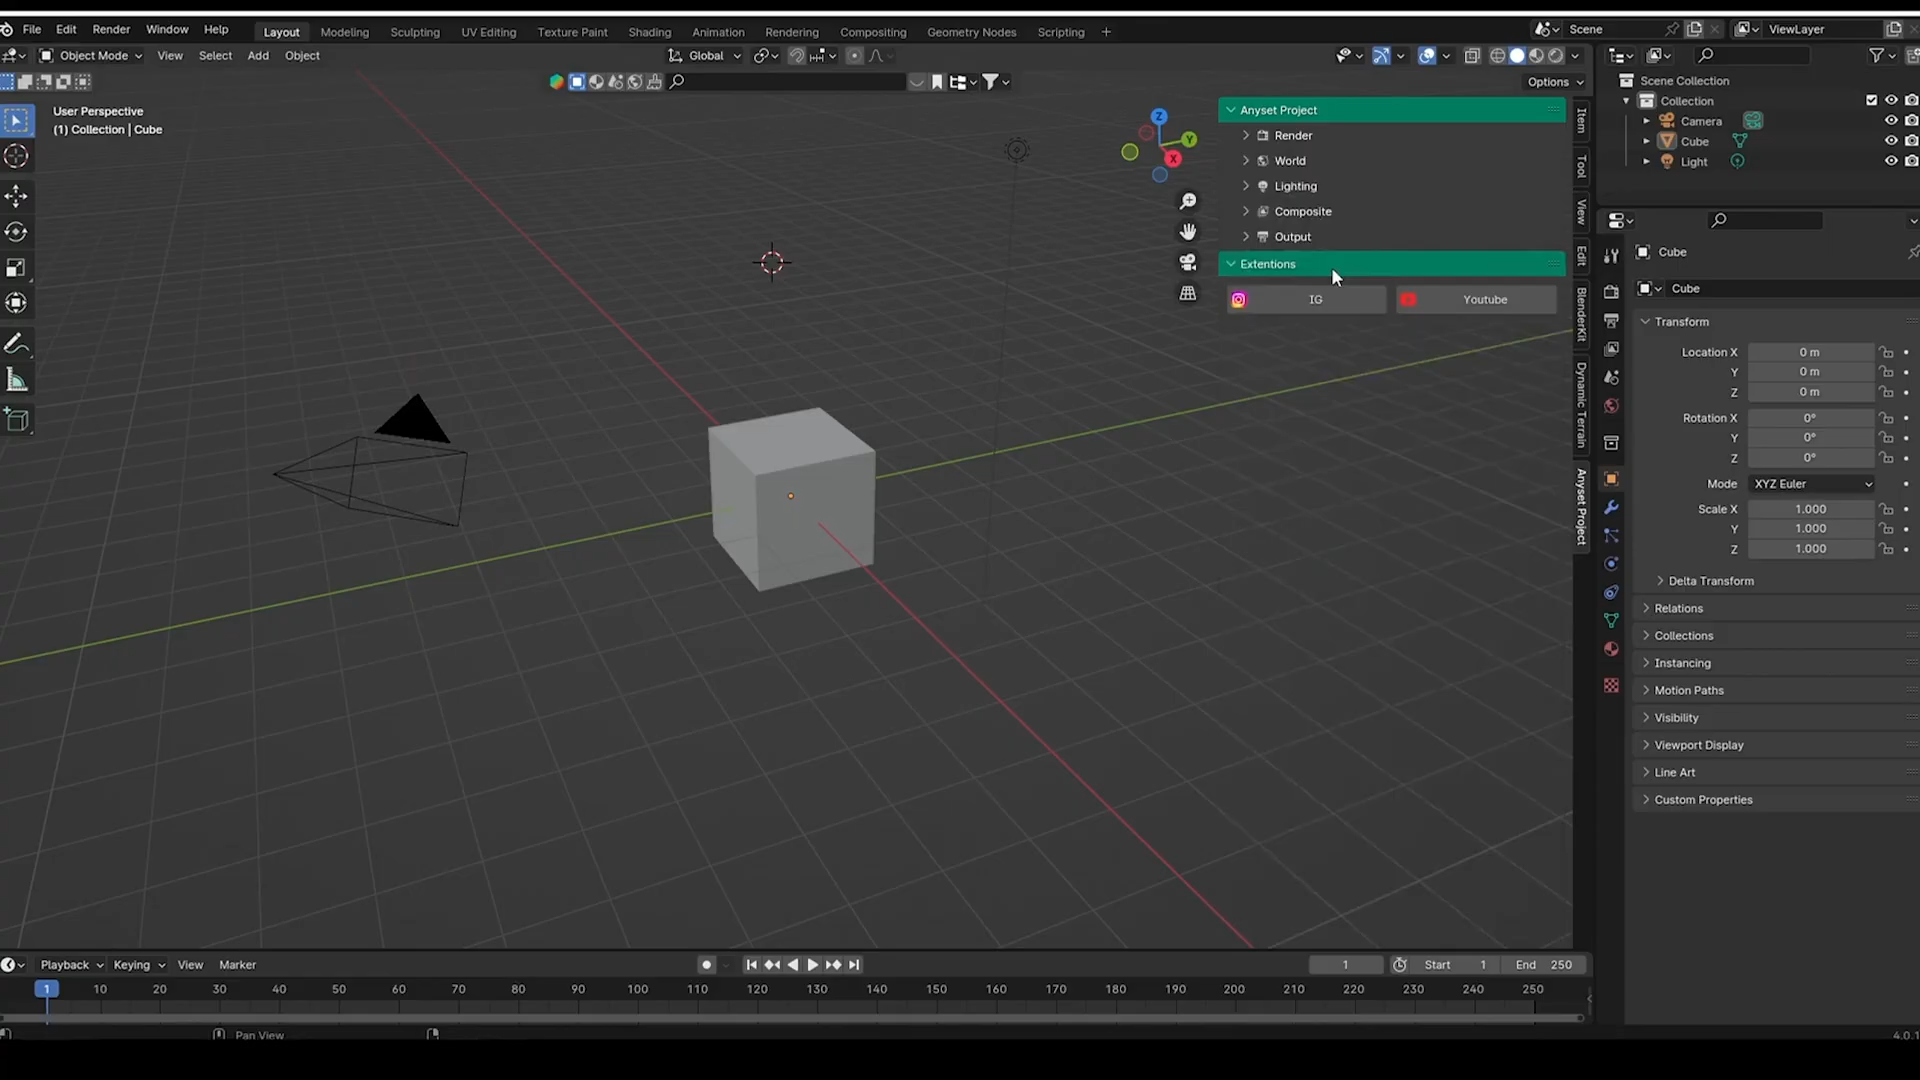 File Edit Render Window Help
Layout Modeling Sculpting UV Editing Texture Paint Shading Animation Rendering Compositing Geometry Nodes Scripting +
Scene
ViewLayer
Object Mode View Select Add Object
Global
Options
User Perspective
(1) Collection | Cube
Z
Y
X
Anyset Project
Render
World
Lighting
Composite
Output
Extentions
IG
Youtube
Item
Tool
View
Edit
BlenderKit
Dynamic Terrain
Anyset Project
Scene Collection
Collection
Camera
Cube
Light
Cube
Cube
Transform
Location X 0 m
Y 0 m
Z 0 m
Rotation X 0°
Y 0°
Z 0°
Mode XYZ Euler
Scale X 1.000
Y 1.000
Z 1.000
Delta Transform
Relations
Collections
Instancing
Motion Paths
Visibility
Viewport Display
Line Art
Custom Properties
Playback Keying View Marker
1
Start 1
End 250
1 10 20 30 40 50 60 70 80 90 100 110 120 130 140 150 160 170 180 190 200 210 220 230 240 250
Pan View
4.0.1